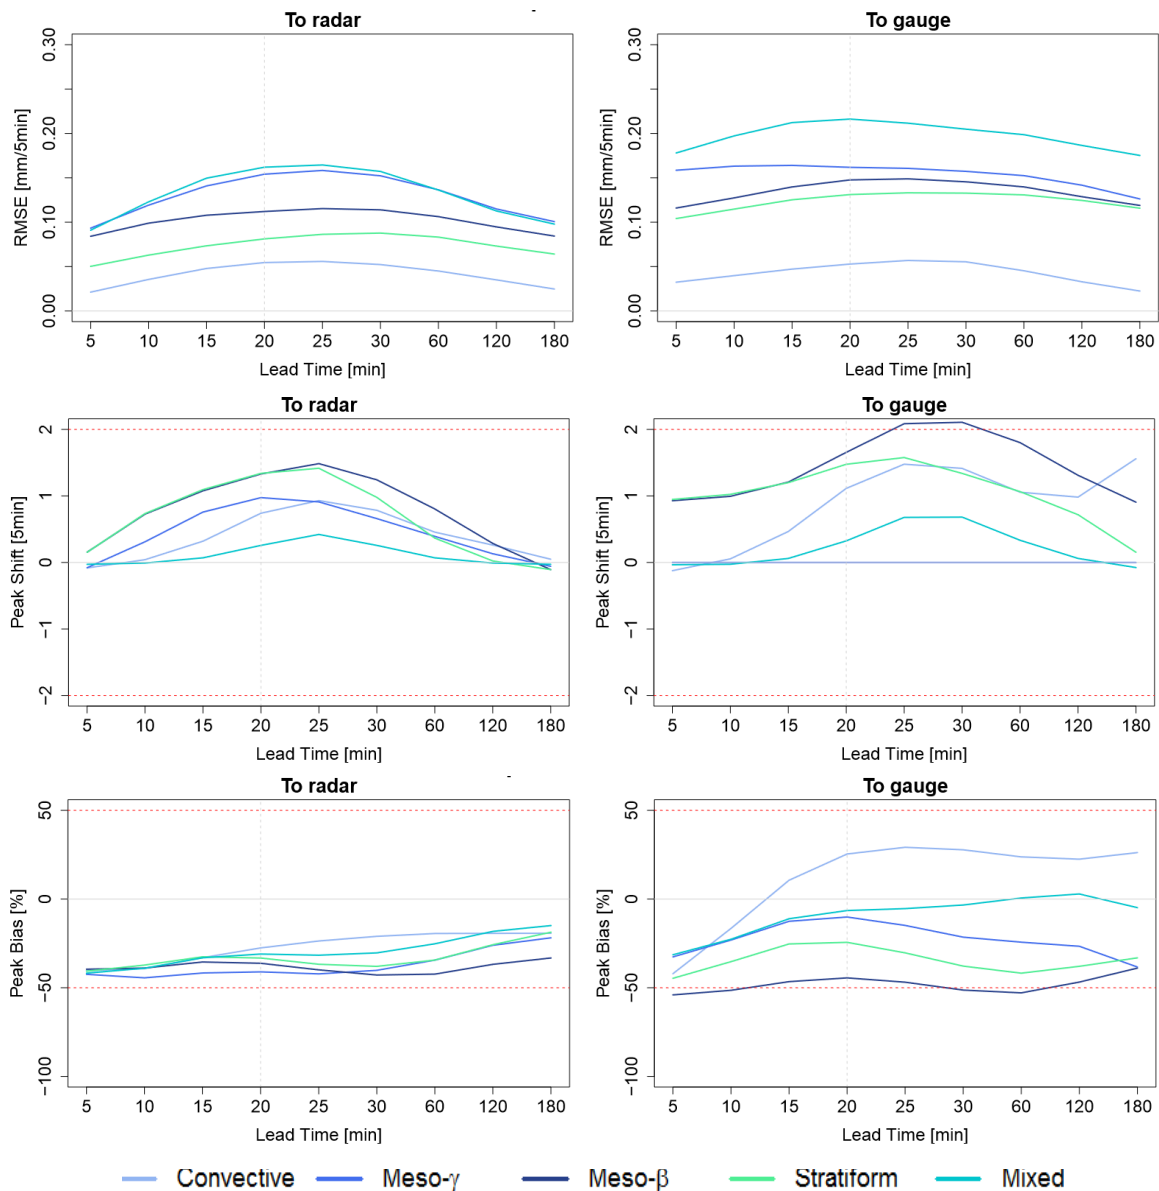 To radar
To gauge
RMSE [mm/5min]
0.00 0.10 0.20 0.30
5 10 15 20 25 30 60 120 180
Lead Time [min]
RMSE [mm/5min]
0.00 0.10 0.20 0.30
5 10 15 20 25 30 60 120 180
Lead Time [min]
To radar
To gauge
Peak Shift [5min]
−2 −1 0 1 2
5 10 15 20 25 30 60 120 180
Lead Time [min]
Peak Shift [5min]
−2 −1 0 1 2
5 10 15 20 25 30 60 120 180
Lead Time [min]
To radar
To gauge
Peak Bias [%]
−100 −50 0 50
5 10 15 20 25 30 60 120 180
Lead Time [min]
Peak Bias [%]
−100 −50 0 50
5 10 15 20 25 30 60 120 180
Lead Time [min]
Convective Meso-γ Meso-β Stratiform Mixed